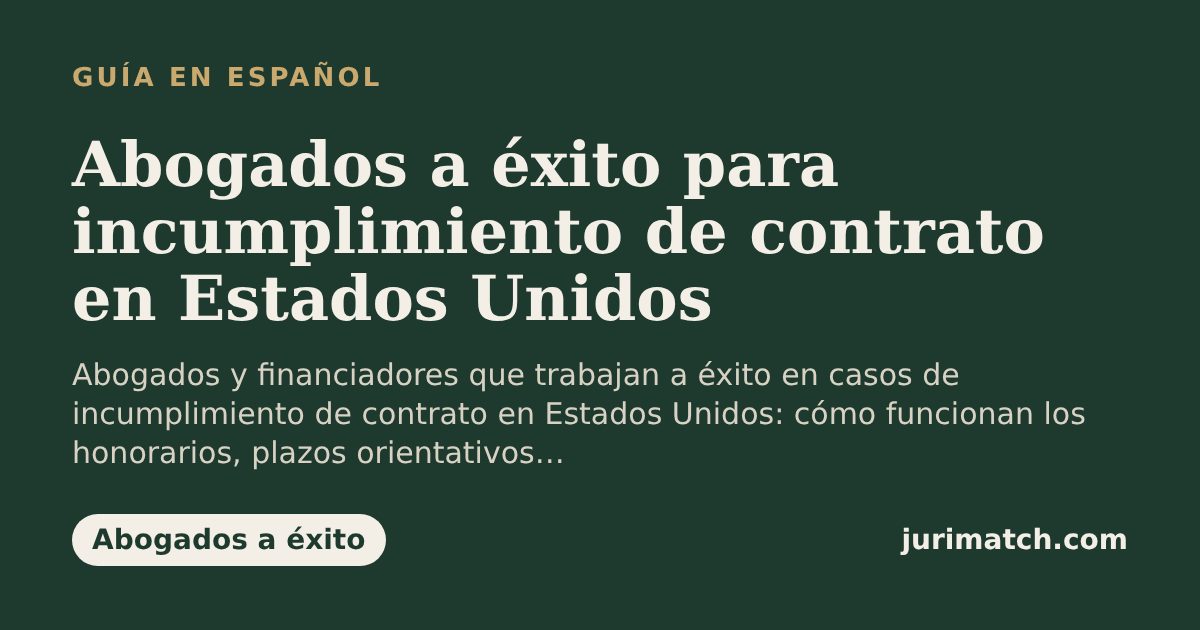 GUÍA EN ESPAÑOL
Abogados a éxito para
incumplimiento de contrato
en Estados Unidos
Abogados y financiadores que trabajan a éxito en casos de
incumplimiento de contrato en Estados Unidos: cómo funcionan los
honorarios, plazos orientativos…
Abogados a éxito
jurimatch.com